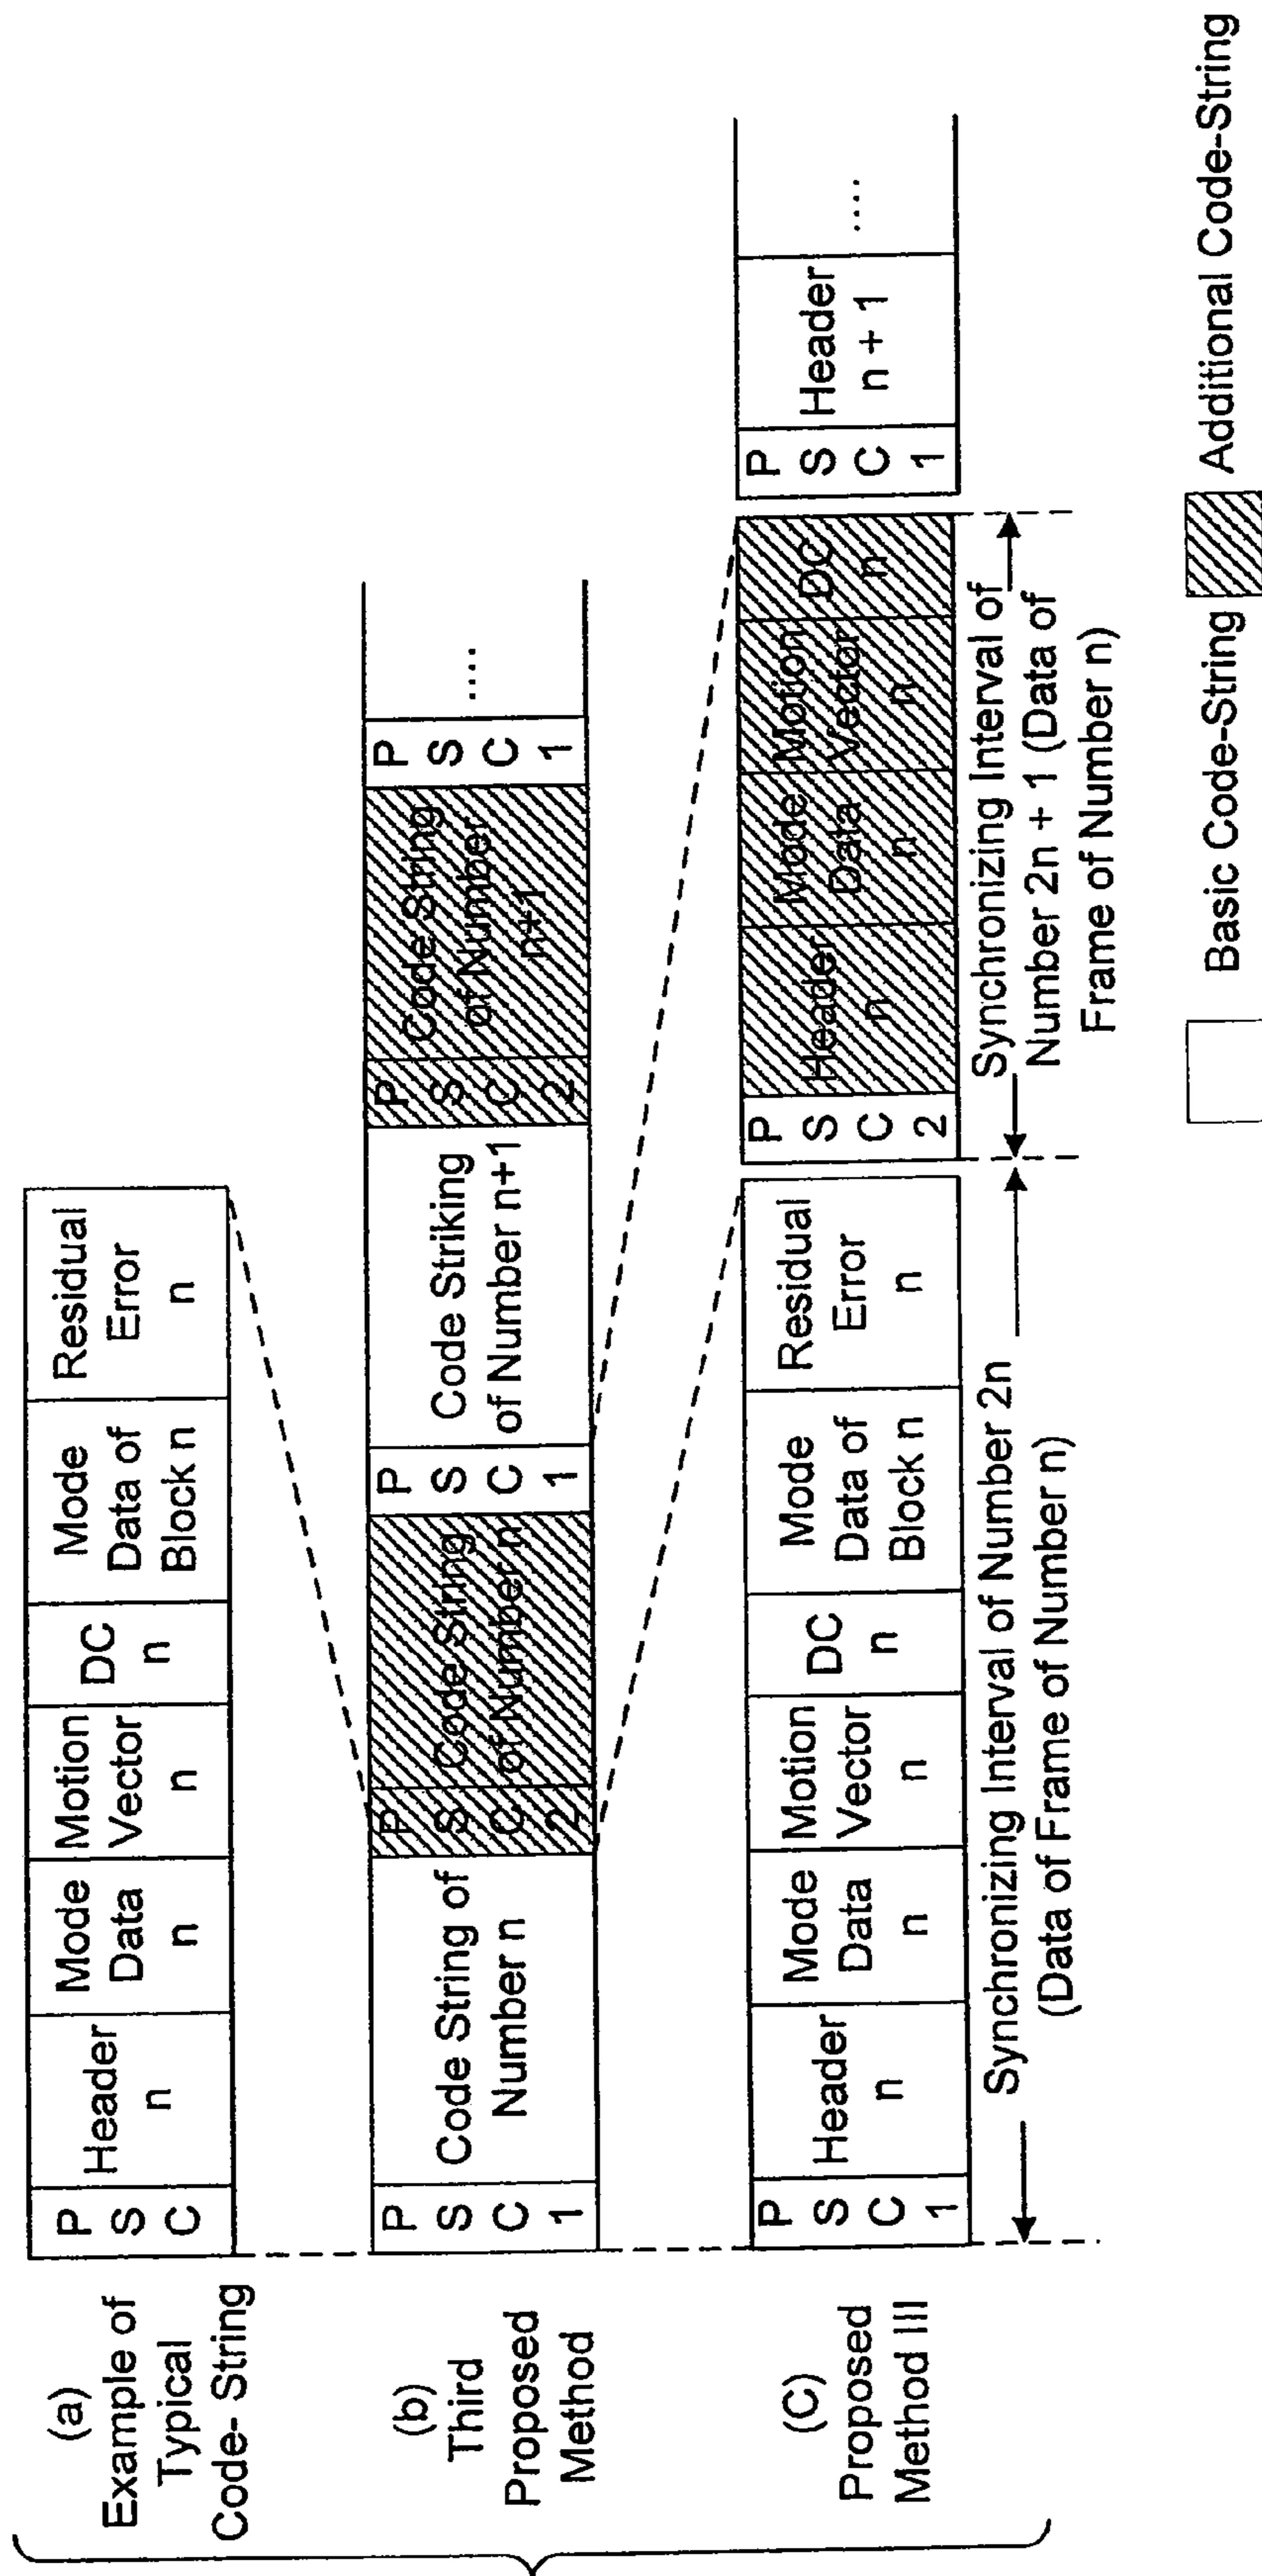 (a)
Example of
Typical
Code- String
P
S
C
Header
n
Mode
Data
n
Motion
Vector
n
DC
n
Mode
Data of
Block n
Residual
Error
n
(b)
Third
Proposed
Method
P
S
C
1
Code String of
Number n
P
S
C
2
Code String
of Number n
P
S
C
1
Code Striking
of Number n+1
P
S
C
2
Code String
of Number
n+1
P
S
C
1
....
(C)
Proposed
Method III
P
S
C
1
Header
n
Mode
Data
n
Motion
Vector
n
DC
n
Mode
Data of
Block n
Residual
Error
n
P
S
C
2
Header
n
Mode
Data
n
Motion
Vector
n
DC
n
P
S
C
1
Header
n + 1
....
Synchronizing Interval of Number 2n
(Data of Frame of Number n)
Synchronizing Interval of
Number 2n + 1 (Data of
Frame of Number n)
Basic Code-String
Additional Code-String